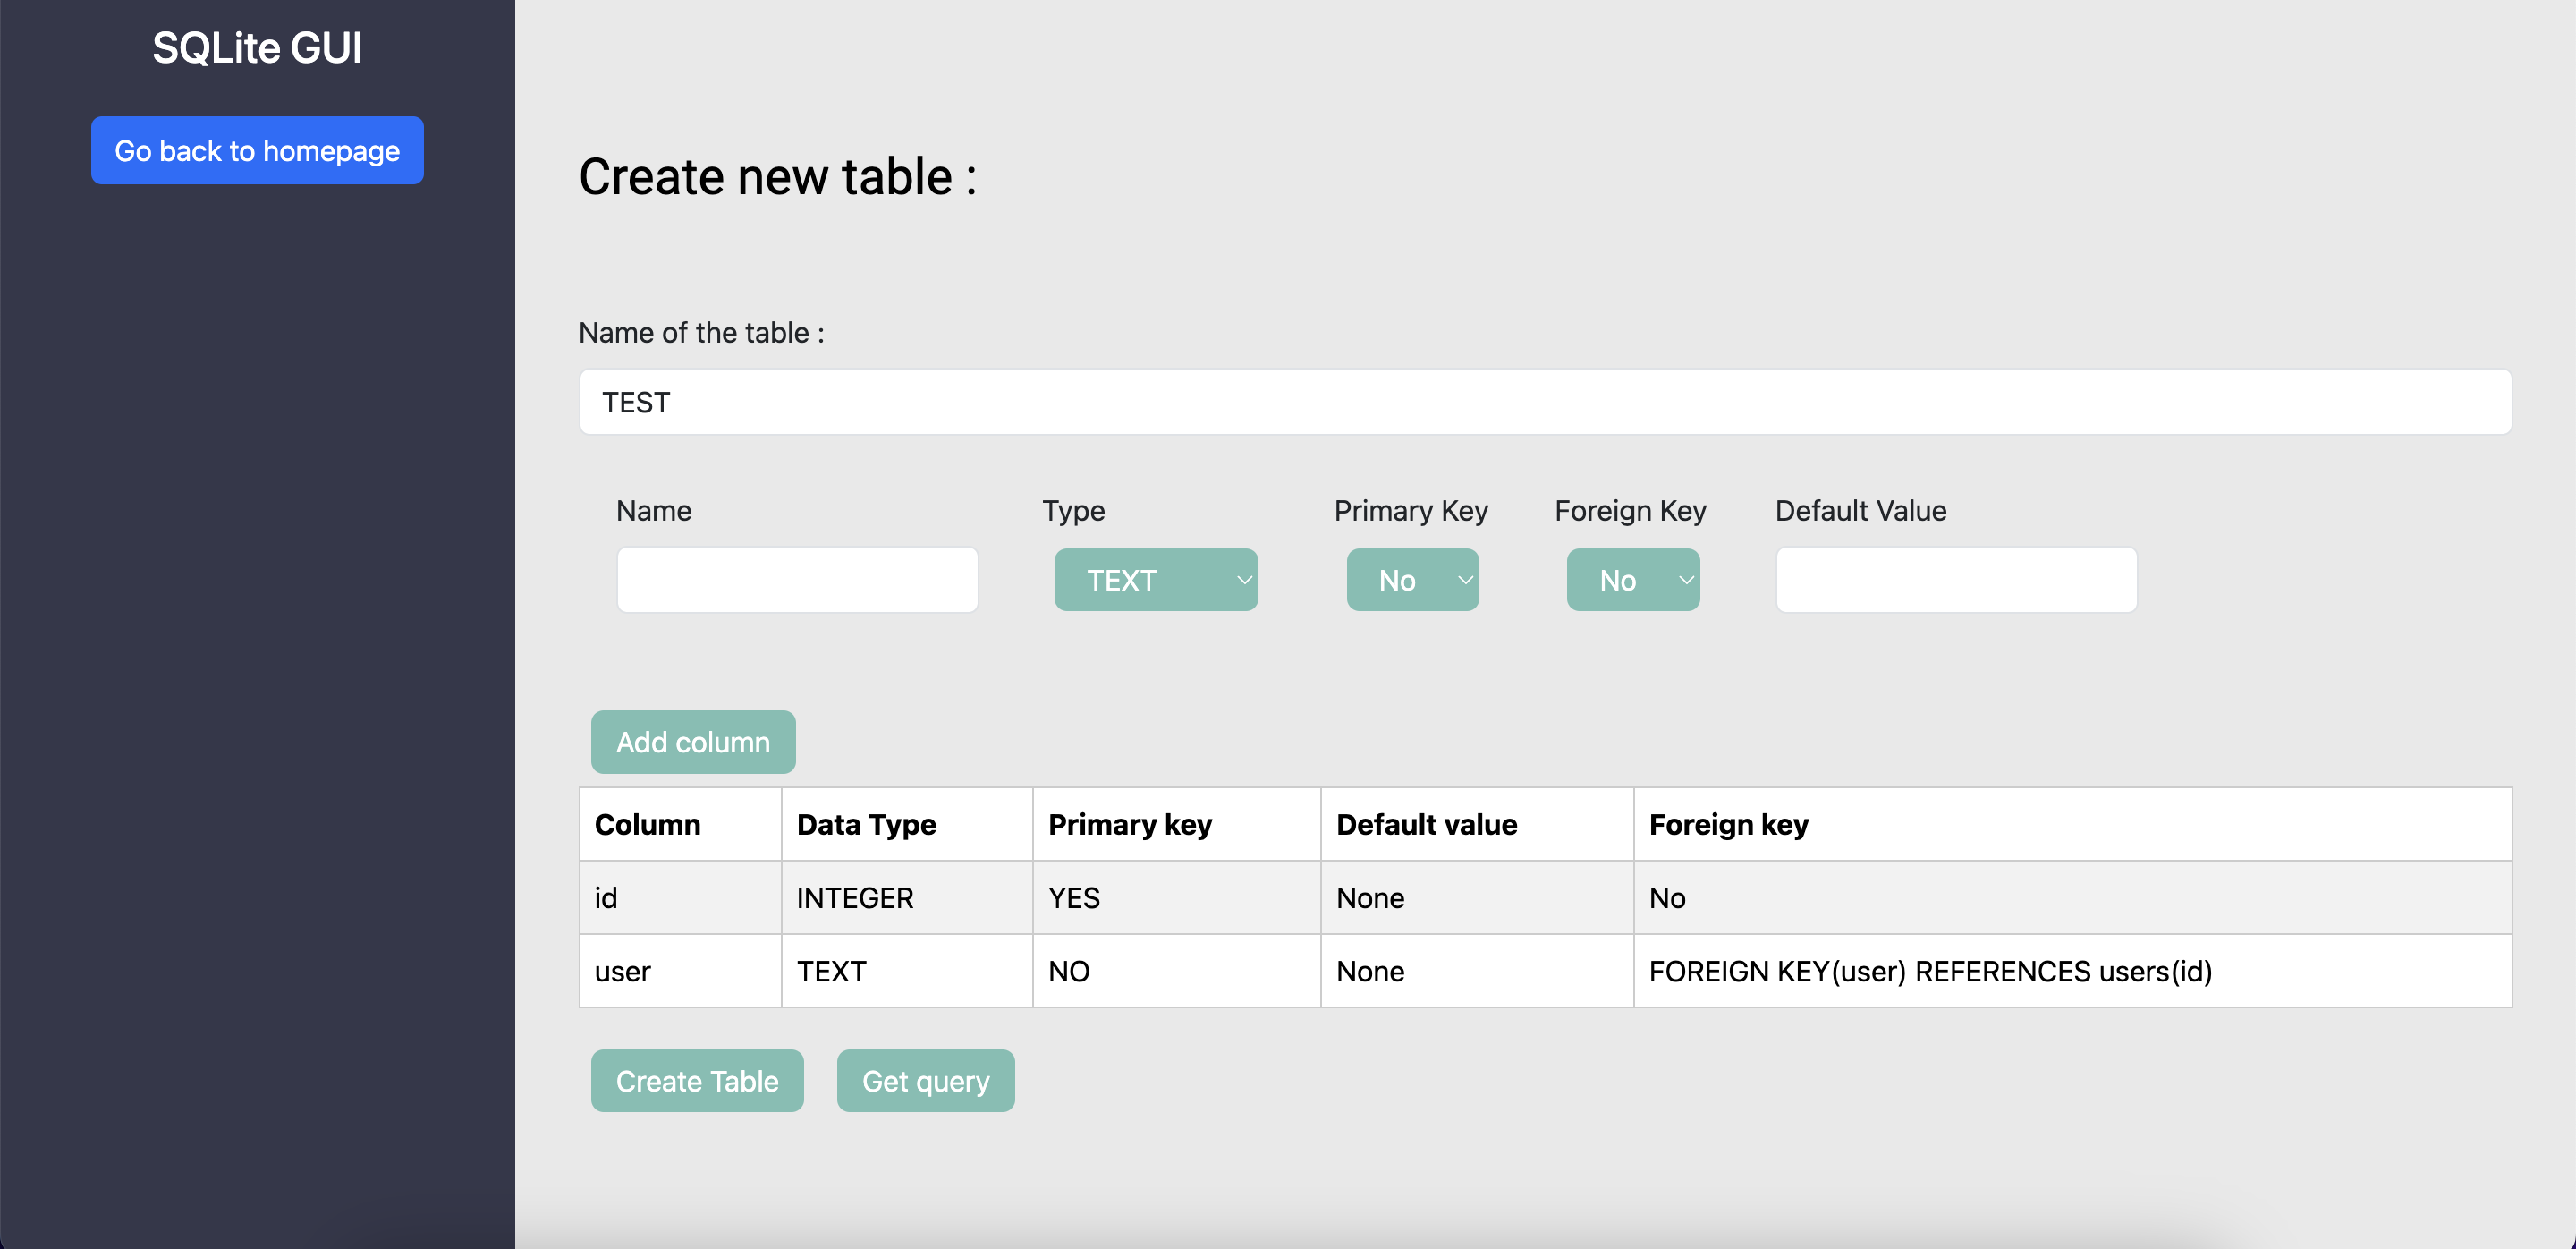 SQLite GUI
Go back to homepage
Create new table :
Name of the table :
TEST
Name Type Primary Key Foreign Key Default Value
TEXT No No
Add column
Column Data Type Primary key Default value Foreign key
id INTEGER YES None No
user TEXT NO None FOREIGN KEY(user) REFERENCES users(id)
Create Table Get query